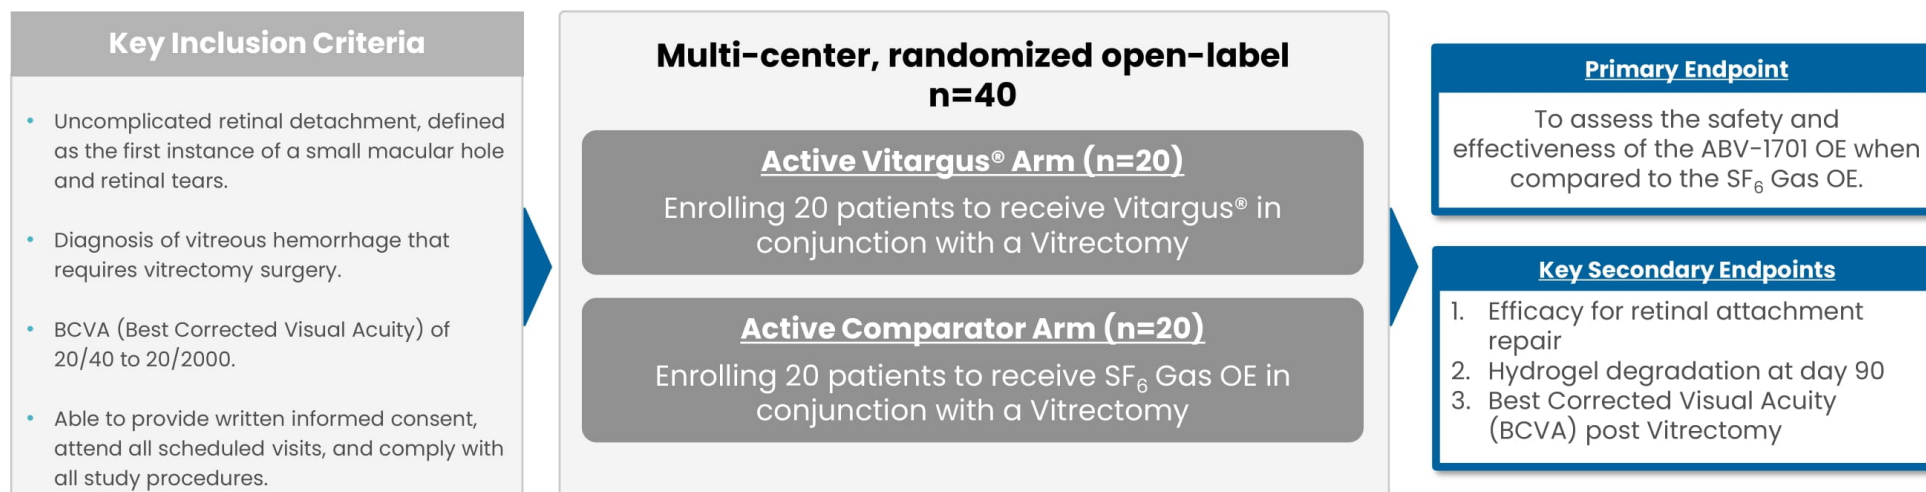 Key Inclusion Criteria
• Uncomplicated retinal detachment, defined
as the first instance of a small macular hole
and retinal tears.
• Diagnosis of vitreous hemorrhage that
requires vitrectomy surgery.
• BCVA (Best Corrected Visual Acuity) of
20/40 to 20/2000.
• Able to provide written informed consent,
attend all scheduled visits, and comply with
all study procedures.
Multi-center, randomized open-label
n=40
Active Vitargus® Arm (n=20)
Enrolling 20 patients to receive Vitargus® in
conjunction with a Vitrectomy
Active Comparator Arm (n=20)
Enrolling 20 patients to receive SF₆ Gas OE in
conjunction with a Vitrectomy
Primary Endpoint
To assess the safety and
effectiveness of the ABV-1701 OE when
compared to the SF₆ Gas OE.
Key Secondary Endpoints
1. Efficacy for retinal attachment
repair
2. Hydrogel degradation at day 90
3. Best Corrected Visual Acuity
(BCVA) post Vitrectomy